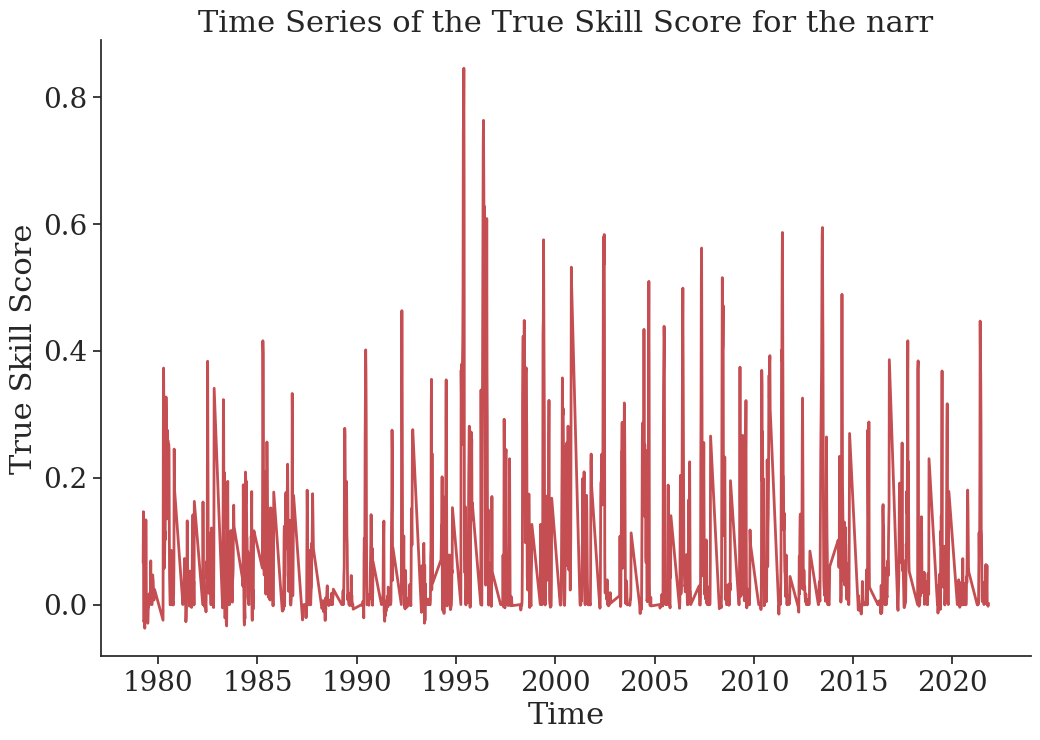 Time Series of the True Skill Score for the narr
True Skill Score
0.8
0.6
0.4
0.2
0.0
1980 1985 1990 1995 2000 2005 2010 2015 2020
Time